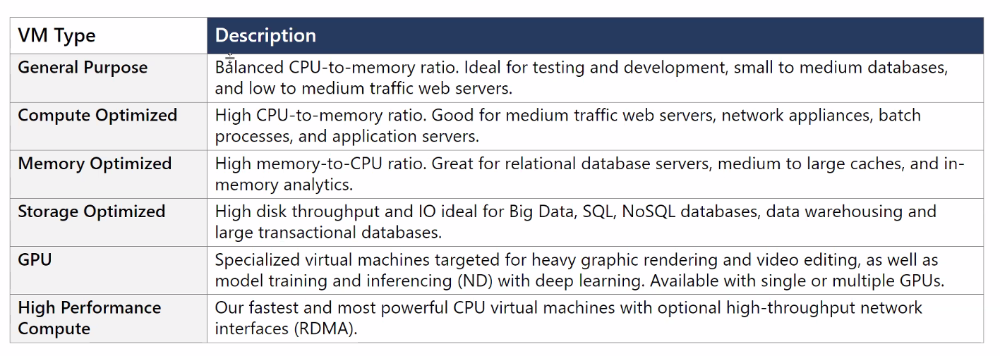 VM Type
Description
General Purpose
Balanced CPU-to-memory ratio. Ideal for testing and development, small to medium databases,
and low to medium traffic web servers.
Compute Optimized
High CPU-to-memory ratio. Good for medium traffic web servers, network appliances, batch
processes, and application servers.
Memory Optimized
High memory-to-CPU ratio. Great for relational database servers, medium to large caches, and in-
memory analytics.
Storage Optimized
High disk throughput and IO ideal for Big Data, SQL, NoSQL databases, data warehousing and
large transactional databases.
GPU
Specialized virtual machines targeted for heavy graphic rendering and video editing, as well as
model training and inferencing (ND) with deep learning. Available with single or multiple GPUs.
High Performance
Compute
Our fastest and most powerful CPU virtual machines with optional high-throughput network
interfaces (RDMA).